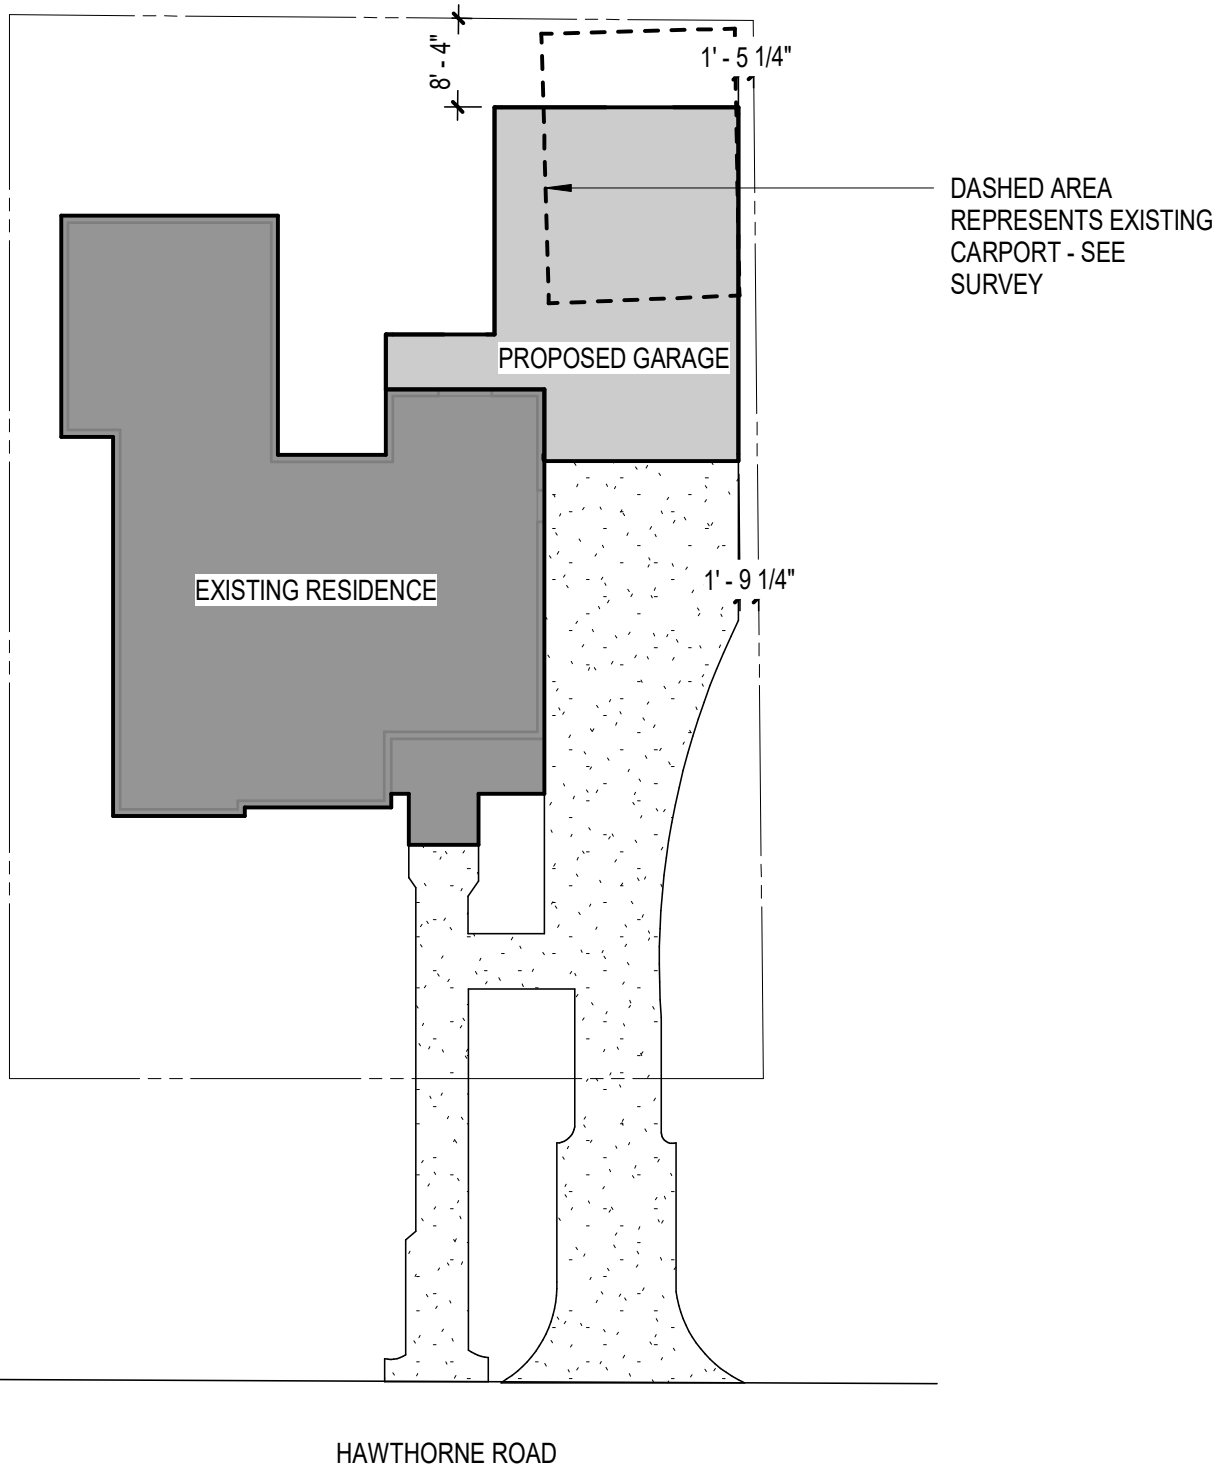 8' - 4"
1' - 5 1/4"
DASHED AREA
REPRESENTS EXISTING
CARPORT - SEE
SURVEY
PROPOSED GARAGE
1' - 9 1/4"
EXISTING RESIDENCE
HAWTHORNE ROAD